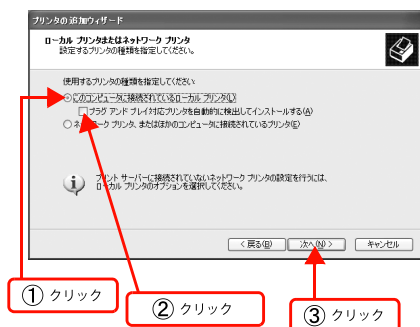 プリンタの追加ウィザード
ローカル プリンタまたはネットワーク プリンタ
設定するプリンタの種類を指定してください。
使用するプリンタの種類を指定してください:
このコンピュータに接続されているローカル プリンタ(L)
プラグ アンド プレイ対応プリンタを自動的に検出してインストールする(A)
ネットワーク プリンタ、またはほかのコンピュータに接続されているプリンタ(E)
プリント サーバーに接続されていないネットワーク プリンタの設定を行うには、
ローカル プリンタのオプションを選択してください。
< 戻る(B) 次へ(N) > キャンセル
① クリック
② クリック
③ クリック